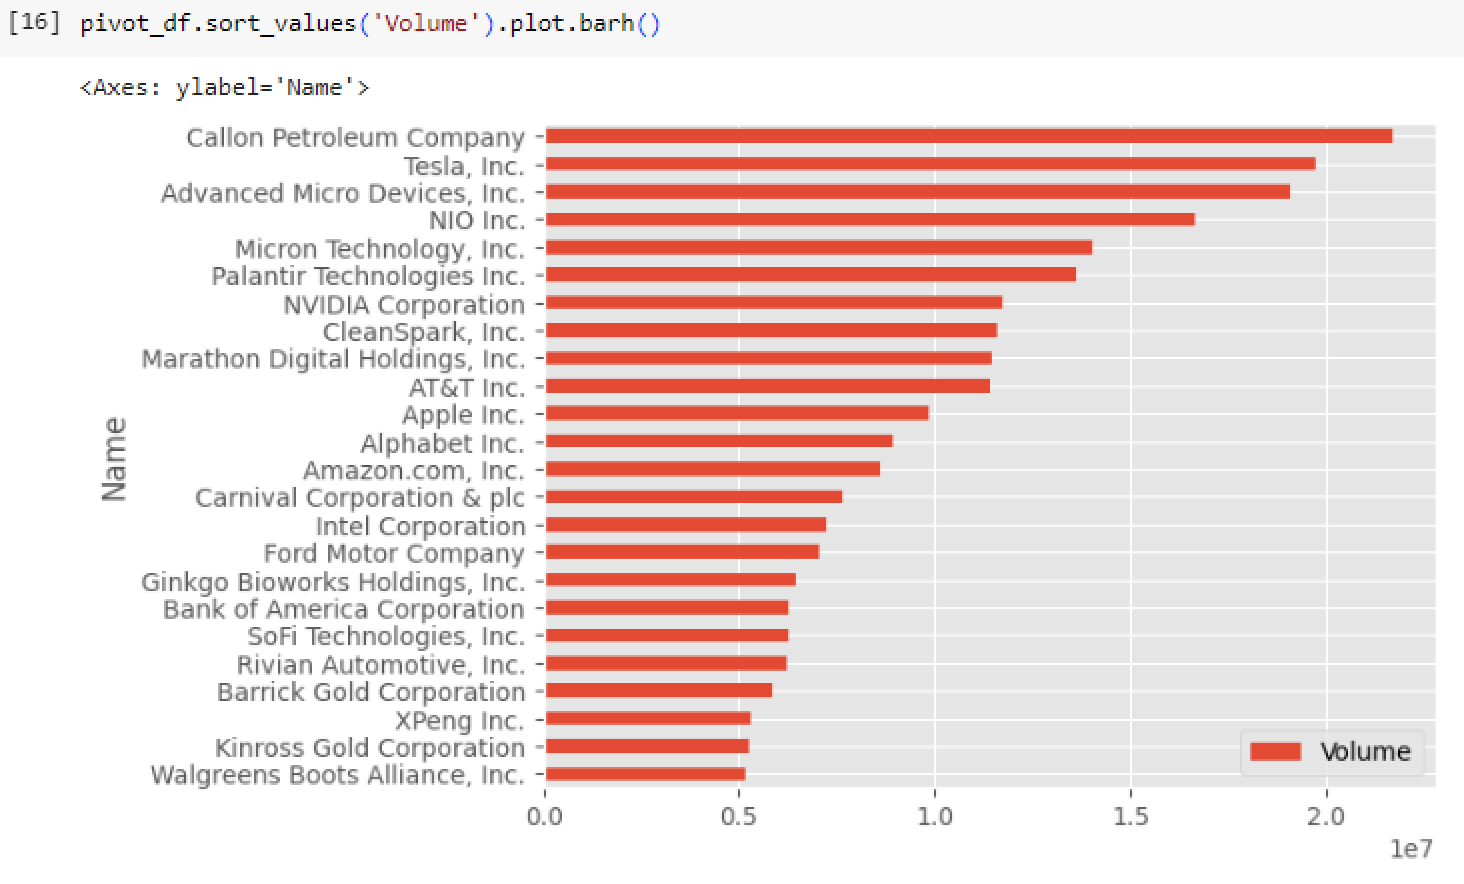 [16] pivot_df.sort_values('Volume').plot.barh()
<Axes: ylabel='Name'>
Callon Petroleum Company
Tesla, Inc.
Advanced Micro Devices, Inc.
NIO Inc.
Micron Technology, Inc.
Palantir Technologies Inc.
NVIDIA Corporation
CleanSpark, Inc.
Marathon Digital Holdings, Inc.
AT&T Inc.
Apple Inc.
Alphabet Inc.
Amazon.com, Inc.
Carnival Corporation & plc
Intel Corporation
Ford Motor Company
Ginkgo Bioworks Holdings, Inc.
Bank of America Corporation
SoFi Technologies, Inc.
Rivian Automotive, Inc.
Barrick Gold Corporation
XPeng Inc.
Kinross Gold Corporation
Walgreens Boots Alliance, Inc.
Name
Volume
0.0 0.5 1.0 1.5 2.0
1e7